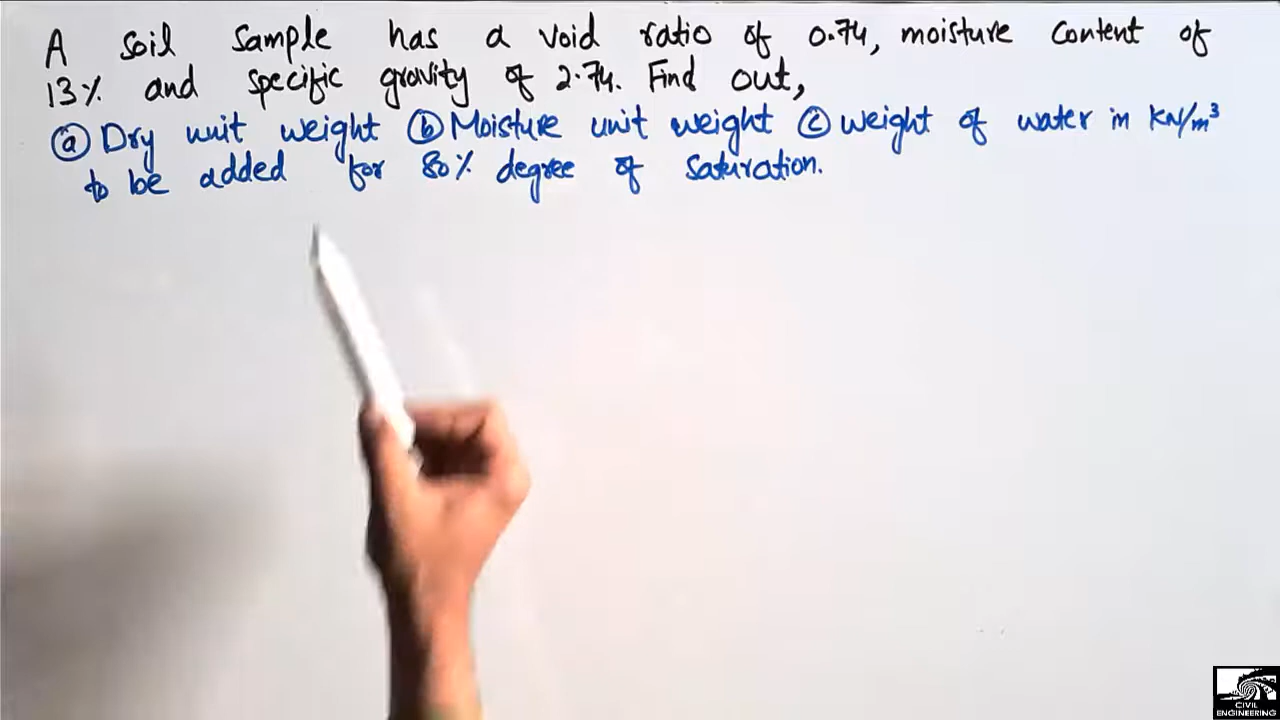 A soil sample has a void ratio of 0.74, moisture content of
13% and specific gravity of 2.74. Find out,
(a) Dry unit weight (b) Moisture unit weight (c) weight of water in KN/m³
to be added for 80% degree of saturation.
CIVIL
ENGINEERING